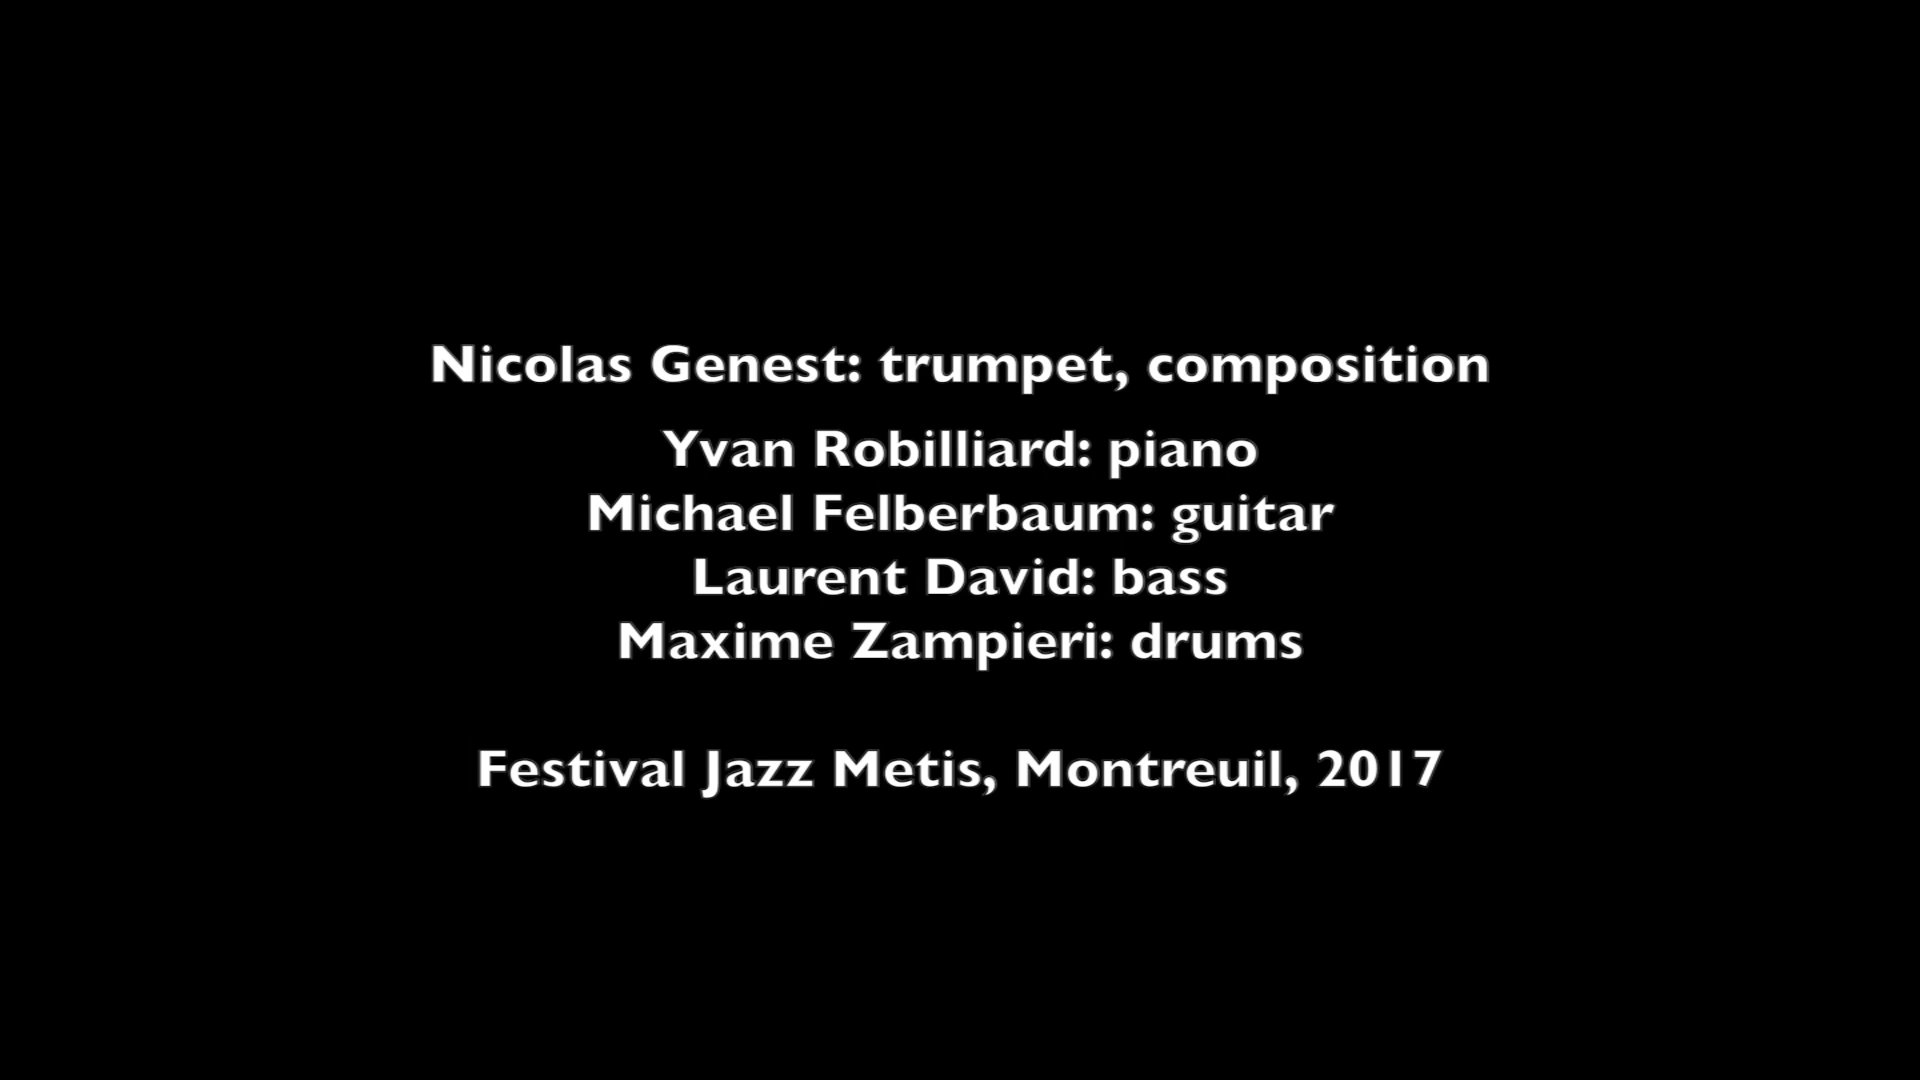 Nicolas Genest: trumpet, composition
Yvan Robilliard: piano
Michael Felberbaum: guitar
Laurent David: bass
Maxime Zampieri: drums
Festival Jazz Metis, Montreuil, 2017